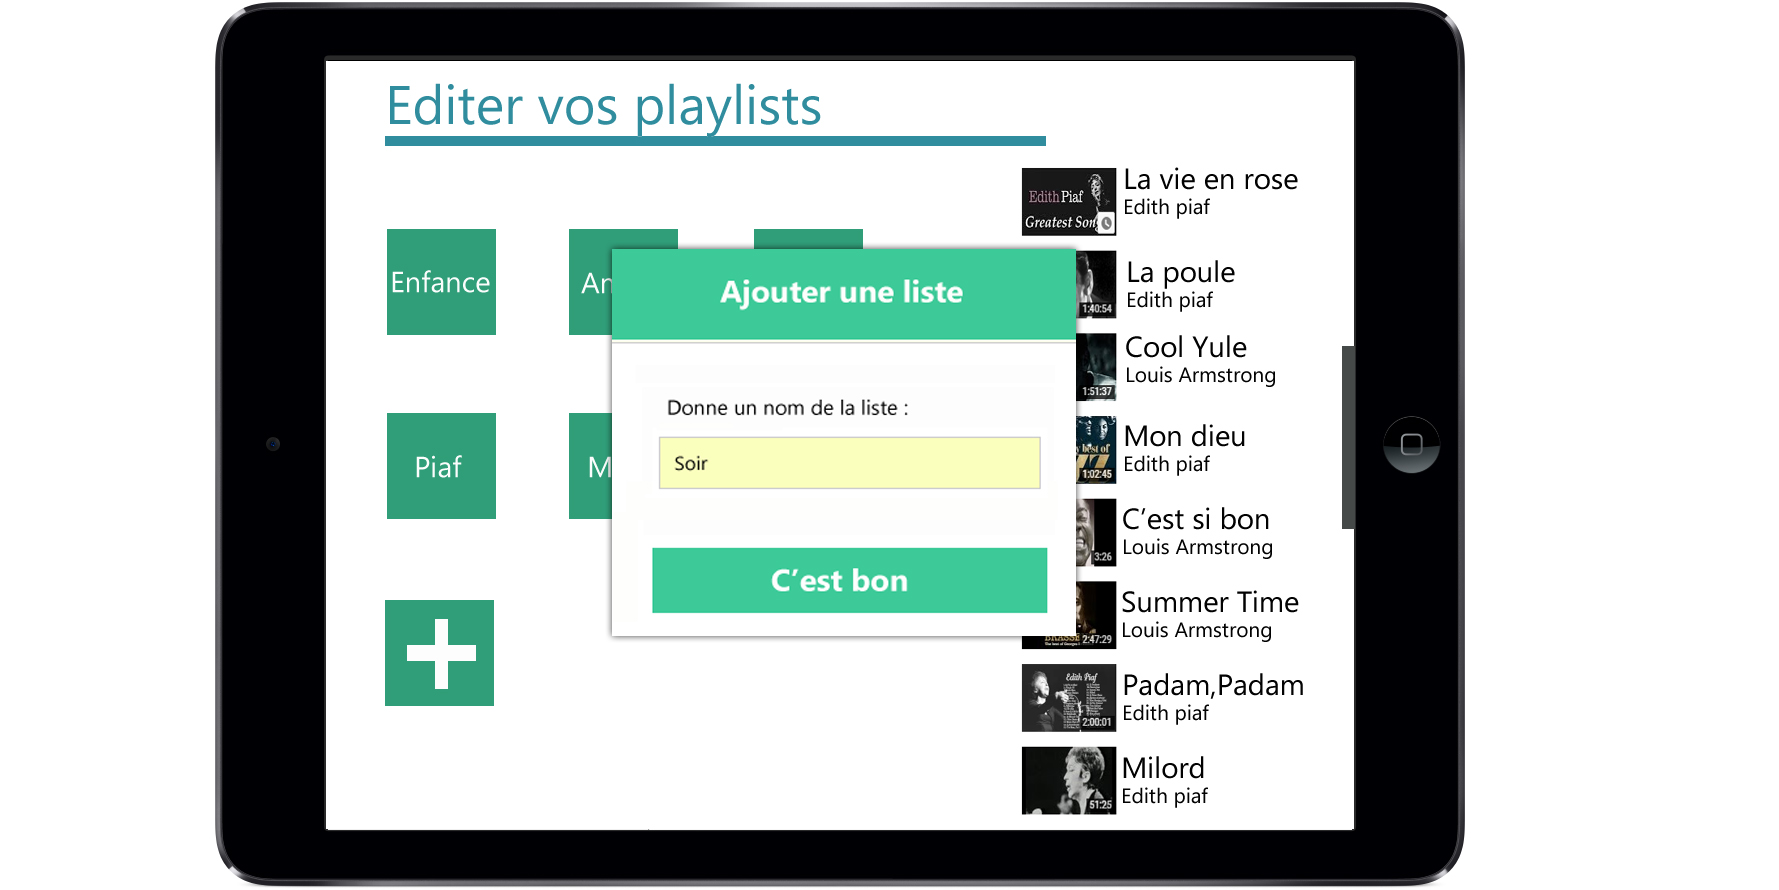 Editer vos playlists
Enfance
An
Piaf
M
Ajouter une liste
Donne un nom de la liste :
Soir
C’est bon
Edith Piaf
Greatest Song
La vie en rose
Edith piaf
1:40:54
La poule
Edith piaf
1:51:37
Cool Yule
Louis Armstrong
best of
1:02:45
Mon dieu
Edith piaf
3:26
C’est si bon
Louis Armstrong
BRASSE
2:47:29
Summer Time
Louis Armstrong
Edith Piaf
2:00:01
Padam,Padam
Edith piaf
51:25
Milord
Edith piaf